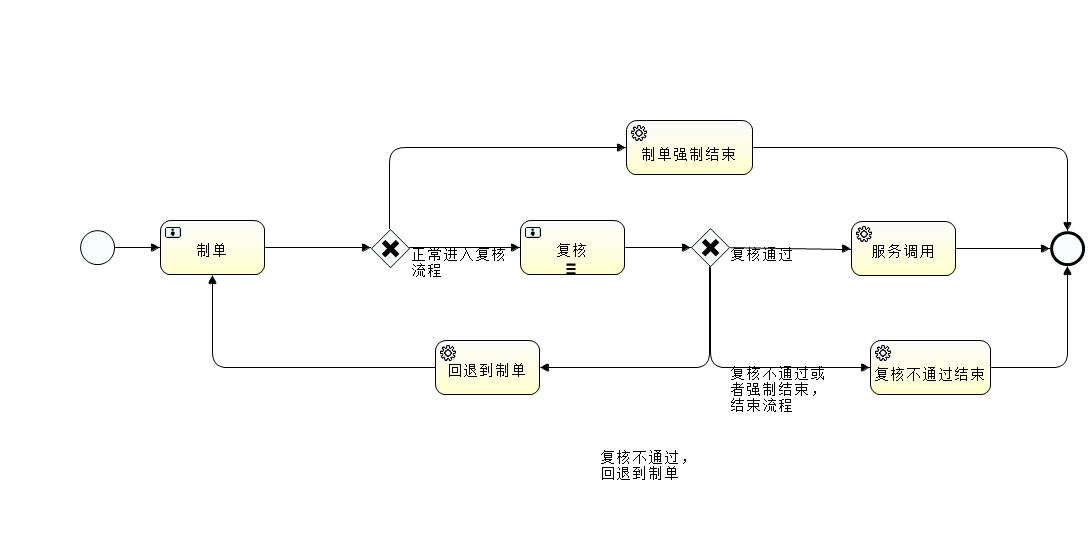 制单强制结束
制单
正常进入复核
流程
复核
复核通过
服务调用
回退到制单
复核不通过或
者强制结束，
结束流程
复核不通过结束
复核不通过，
回退到制单